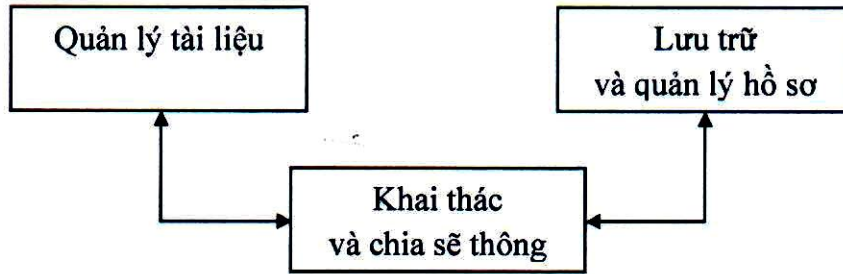 Quản lý tài liệu
Lưu trữ
và quản lý hồ sơ
Khai thác
và chia sẽ thông